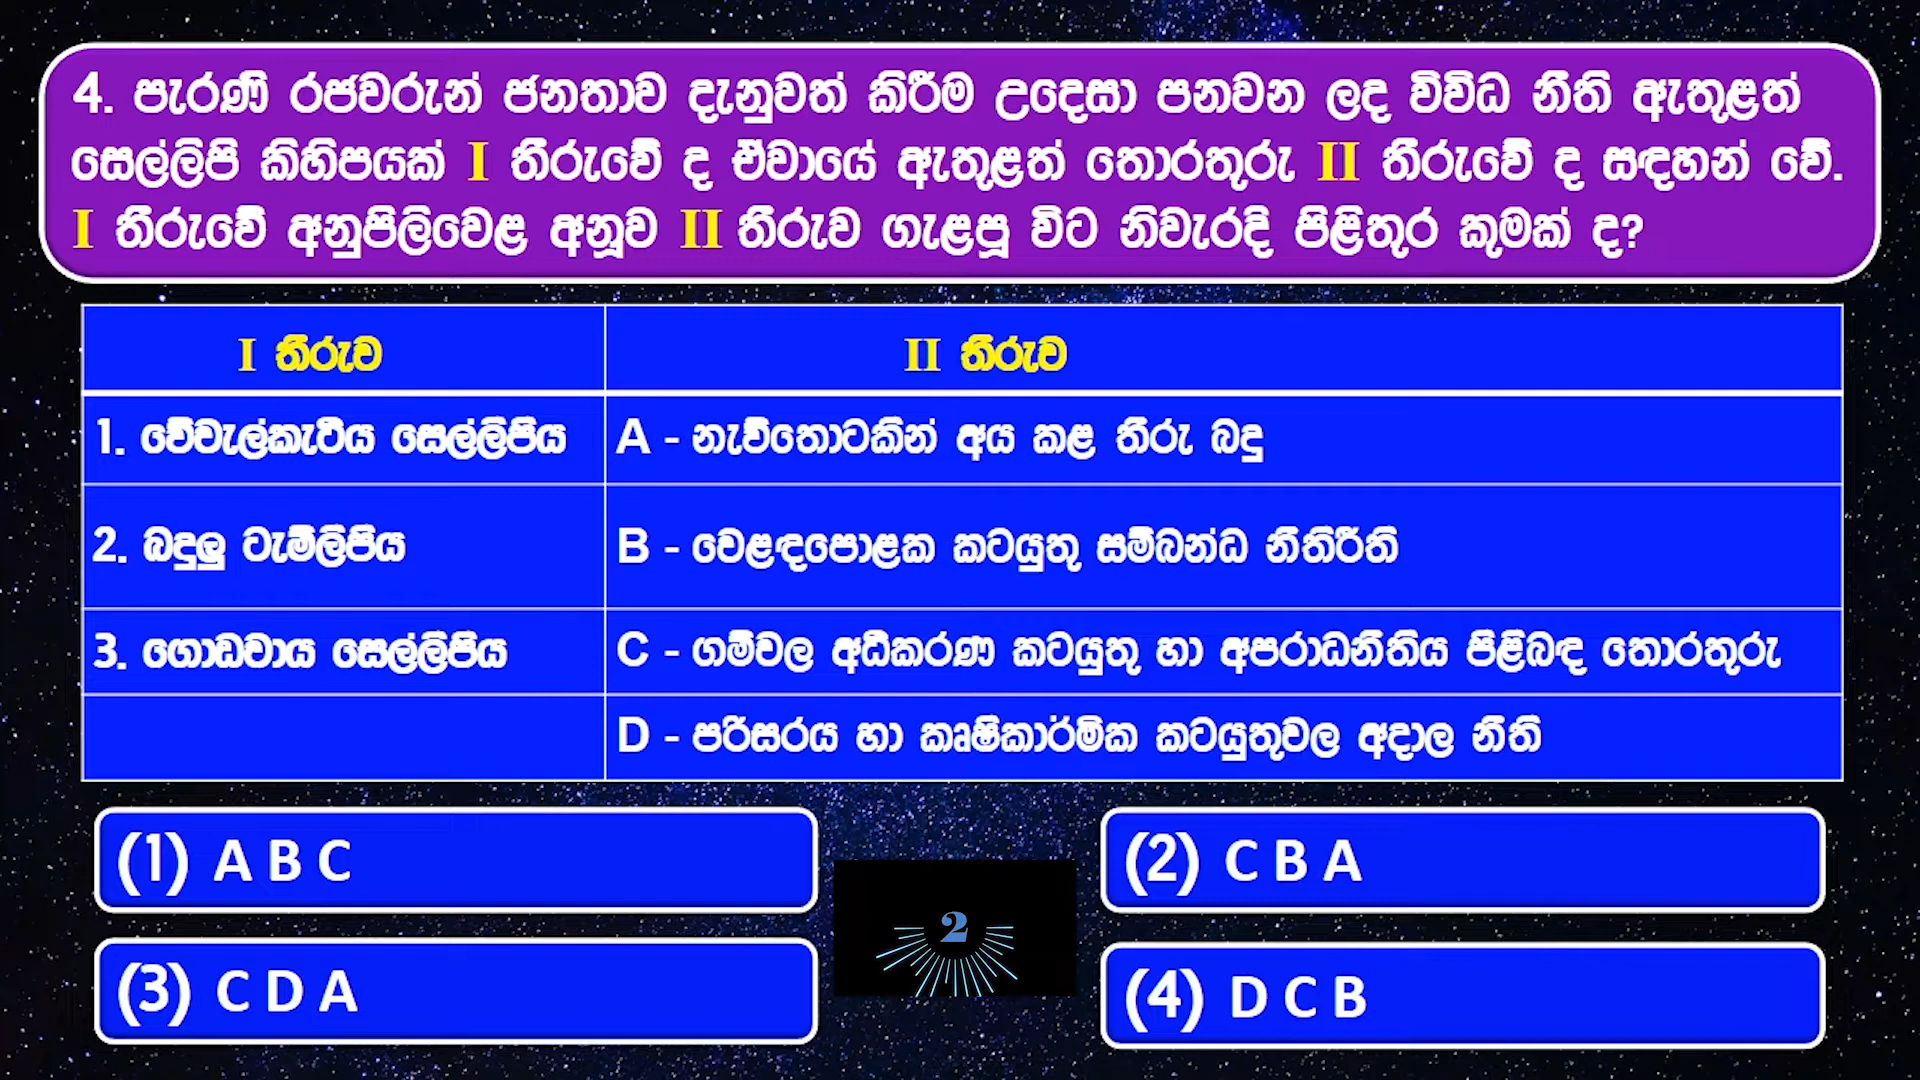 4. පැරණි රජවරුන් ජනතාව දැනුවත් කිරීම උදෙසා පනවන ලද විවිධ නීති ඇතුළත්
සෙල්ලිපි කිහිපයක් I තීරුවේ ද ඒවායේ ඇතුළත් තොරතුරු II තීරුවේ ද සඳහන් වේ.
I තීරුවේ අනුපිලිවෙළ අනුව II තීරුව ගැළපූ විට නිවැරදි පිළිතුර කුමක් ද?
I තීරුව
II තීරුව
1. වේවැල්කැටිය සෙල්ලිපිය
A - නැව්තොටකින් අය කළ තීරු බදු
2. බදුලු ටැම්ලිපිය
B - වෙළඳපොළක කටයුතු සම්බන්ධ නීතිරීති
3. ගොඩවාය සෙල්ලිපිය
C - ගම්වල අධිකරණ කටයුතු හා අපරාධනීතිය පිළිබඳ තොරතුරු
D - පරිසරය හා කෘෂිකාර්මික කටයුතුවල අදාල නීති
(1) A B C
(2) C B A
2
(3) C D A
(4) D C B